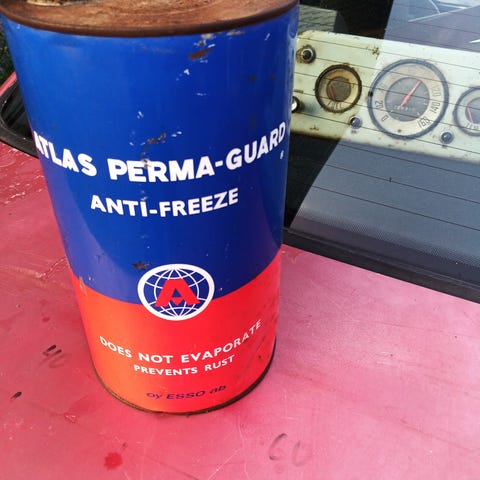 ATLAS PERMA-GUARD
ANTI-FREEZE
A
DOES NOT EVAPORATE
PREVENTS RUST
oy ESSO ab